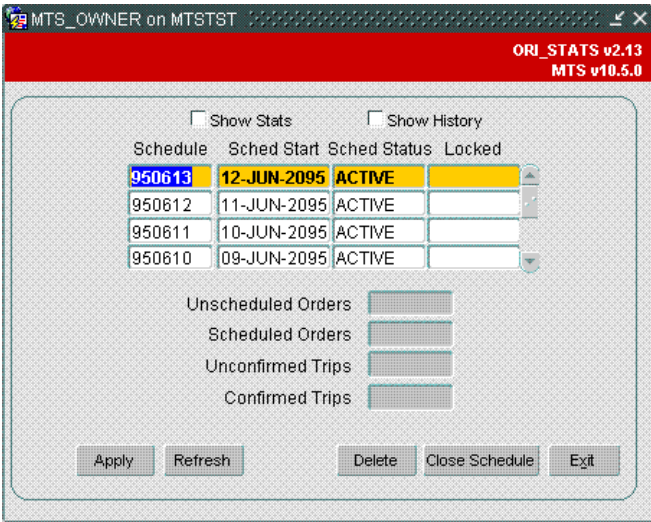 MTS_OWNER on MTSTST
ORI_STATS v2.13
MTS v10.5.0
Show Stats Show History
Schedule Sched Start Sched Status Locked
950613 12-JUN-2095 ACTIVE
950612 11-JUN-2095 ACTIVE
950611 10-JUN-2095 ACTIVE
950610 09-JUN-2095 ACTIVE
Unscheduled Orders
Scheduled Orders
Unconfirmed Trips
Confirmed Trips
Apply Refresh Delete Close Schedule Exit